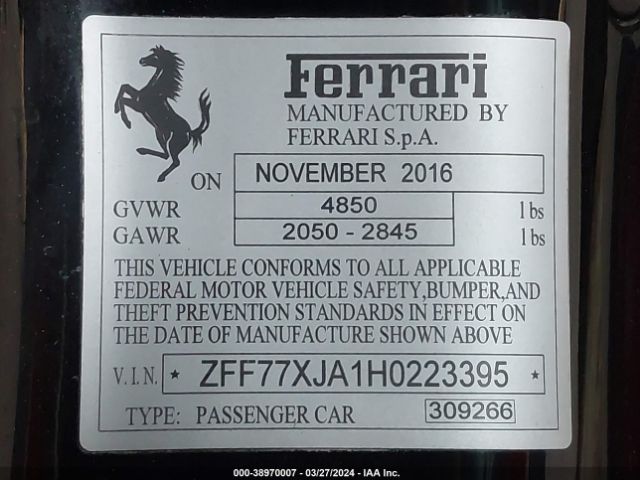 Ferrari
MANUFACTURED BY
FERRARI S.p.A.
ON NOVEMBER 2016
GVWR 4850 lbs
GAWR 2050 - 2845 lbs
THIS VEHICLE CONFORMS TO ALL APPLICABLE
FEDERAL MOTOR VEHICLE SAFETY,BUMPER,AND
THEFT PREVENTION STANDARDS IN EFFECT ON
THE DATE OF MANUFACTURE SHOWN ABOVE
V.I.N. * ZFF77XJA1H0223395 *
TYPE: PASSENGER CAR 309266
000-38970007 - 03/27/2024 - IAA Inc.